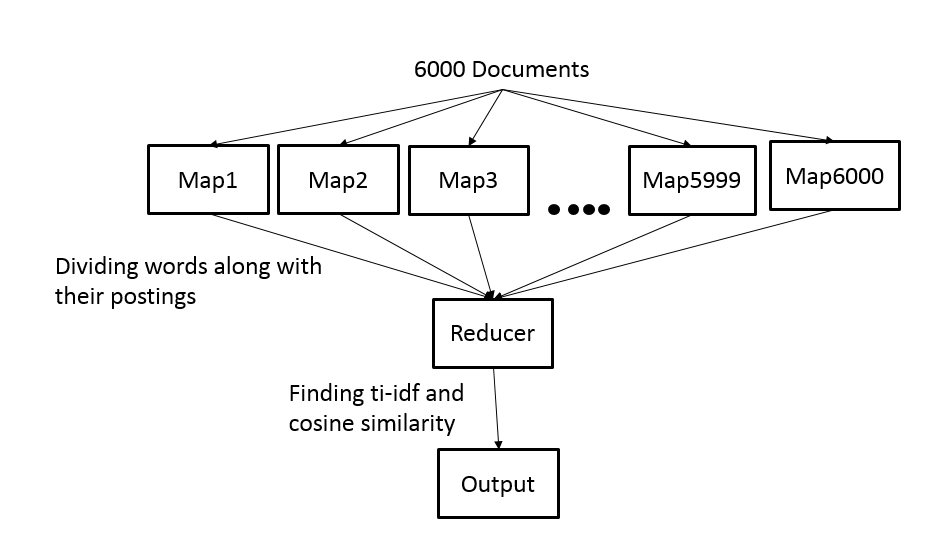 6000 Documents
Map1
Map2
Map3
Map5999
Map6000
Dividing words along with
their postings
Reducer
Finding ti-idf and
cosine similarity
Output